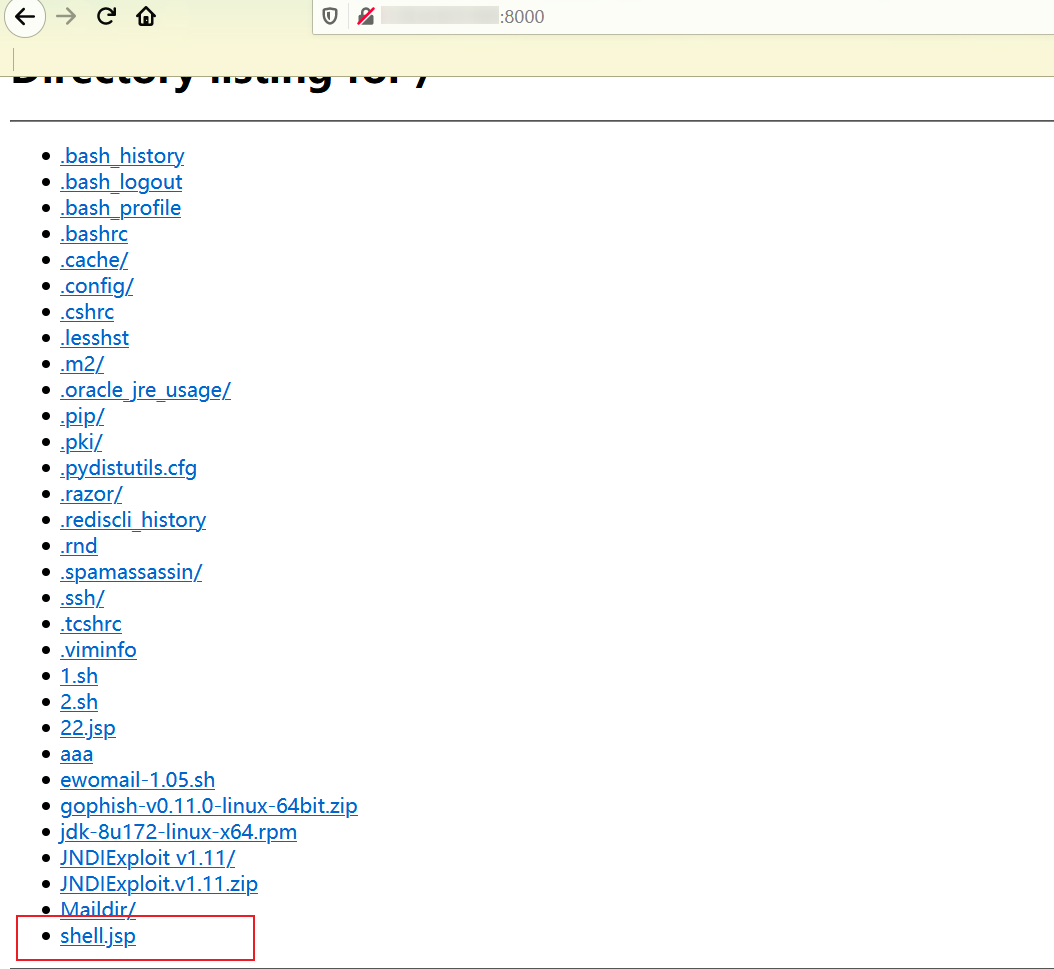 :8000
Directory listing for /
.bash_history
.bash_logout
.bash_profile
.bashrc
.cache/
.config/
.cshrc
.lesshst
.m2/
.oracle_jre_usage/
.pip/
.pki/
.pydistutils.cfg
.razor/
.rediscli_history
.rnd
.spamassassin/
.ssh/
.tcshrc
.viminfo
1.sh
2.sh
22.jsp
aaa
ewomail-1.05.sh
gophish-v0.11.0-linux-64bit.zip
jdk-8u172-linux-x64.rpm
JNDIExploit v1.11/
JNDIExploit.v1.11.zip
Maildir/
shell.jsp